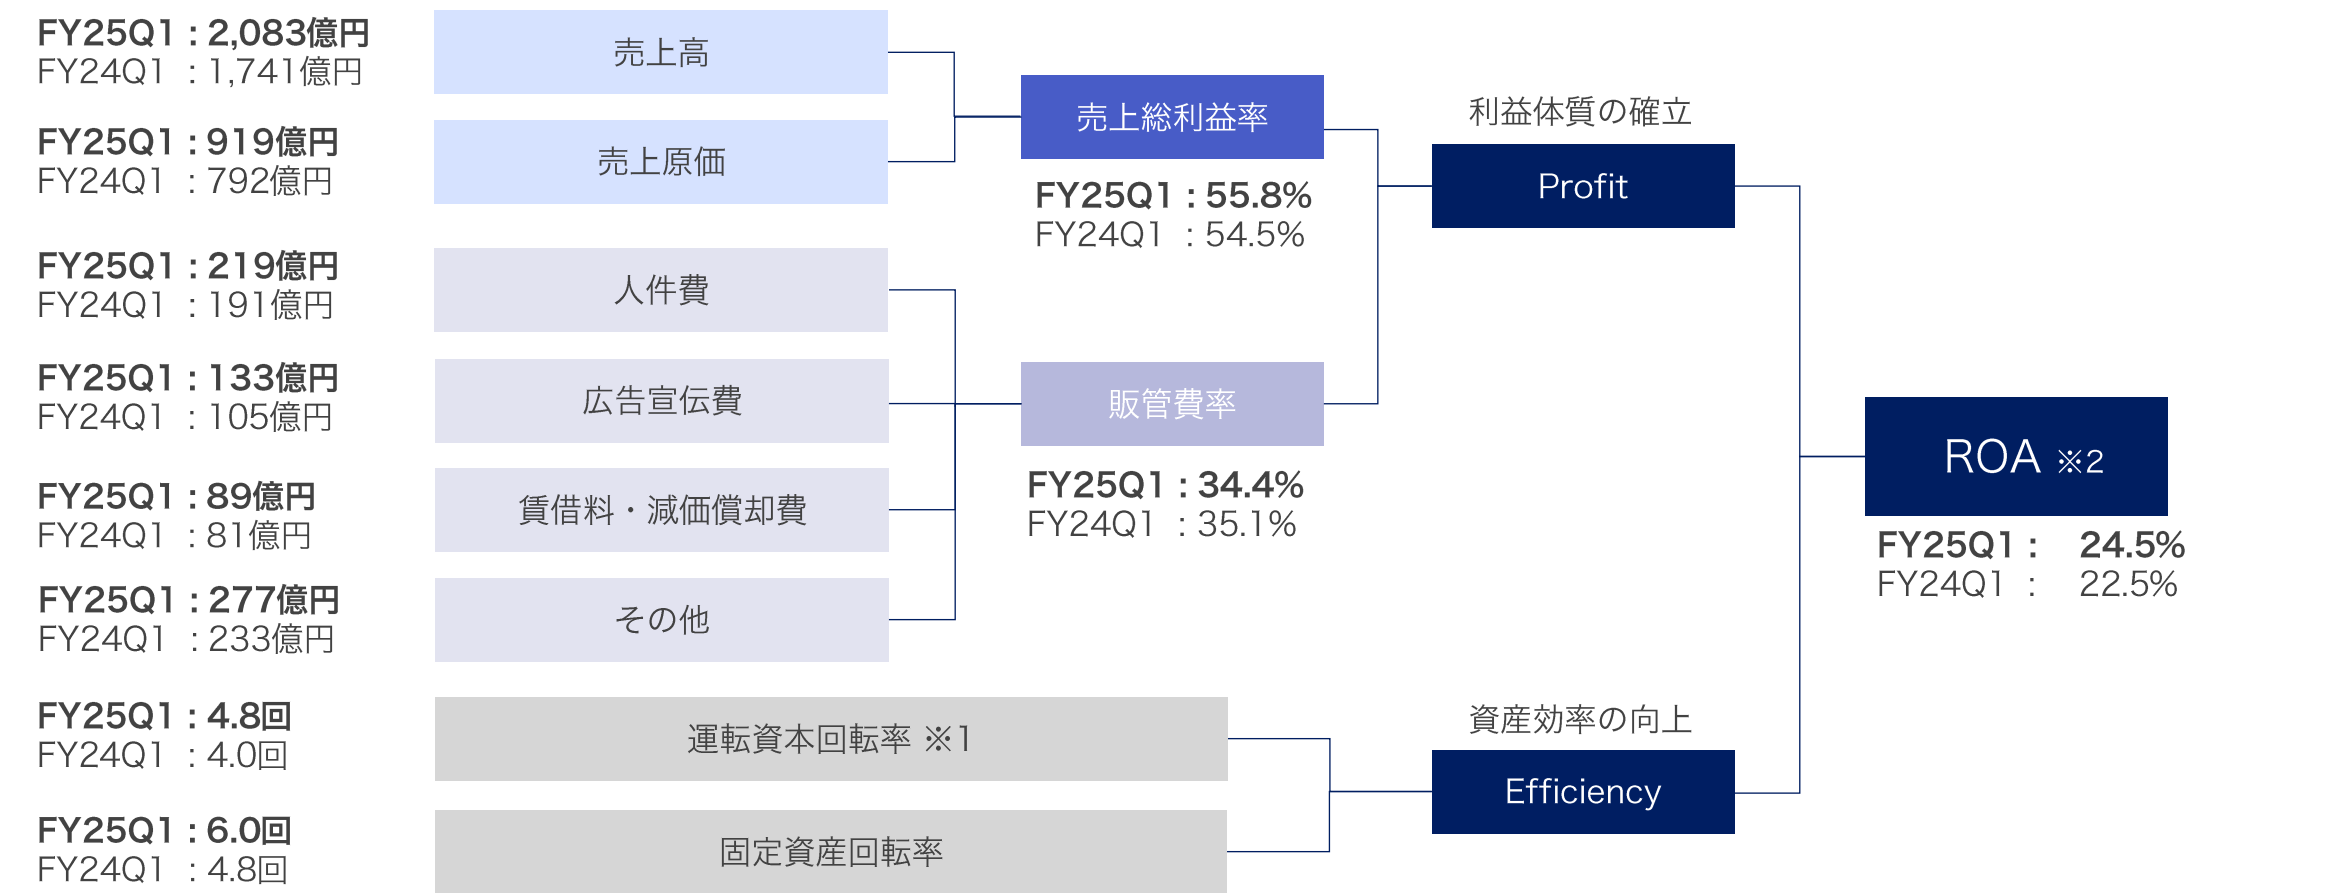 FY25Q1 : 2,083億円
FY24Q1 : 1,741億円
売上高
FY25Q1 : 919億円
FY24Q1 : 792億円
売上原価
売上総利益率
FY25Q1 : 55.8%
FY24Q1 : 54.5%
利益体質の確立
Profit
FY25Q1 : 219億円
FY24Q1 : 191億円
人件費
FY25Q1 : 133億円
FY24Q1 : 105億円
広告宣伝費
販管費率
FY25Q1 : 34.4%
FY24Q1 : 35.1%
FY25Q1 : 89億円
FY24Q1 : 81億円
賃借料・減価償却費
FY25Q1 : 277億円
FY24Q1 : 233億円
その他
ROA ※2
FY25Q1 : 24.5%
FY24Q1 : 22.5%
FY25Q1 : 4.8回
FY24Q1 : 4.0回
運転資本回転率 ※1
資産効率の向上
Efficiency
FY25Q1 : 6.0回
FY24Q1 : 4.8回
固定資産回転率